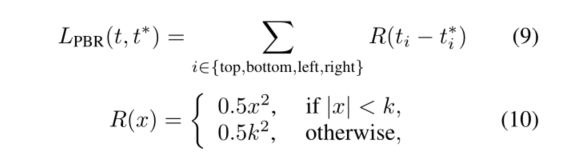 L_PBR(t, t*) = ∑_{i∈{top,bottom,left,right}} R(t_i − t_i^*) (9)
R(x) = { 0.5x², if |x| < k,
0.5k², otherwise, (10)